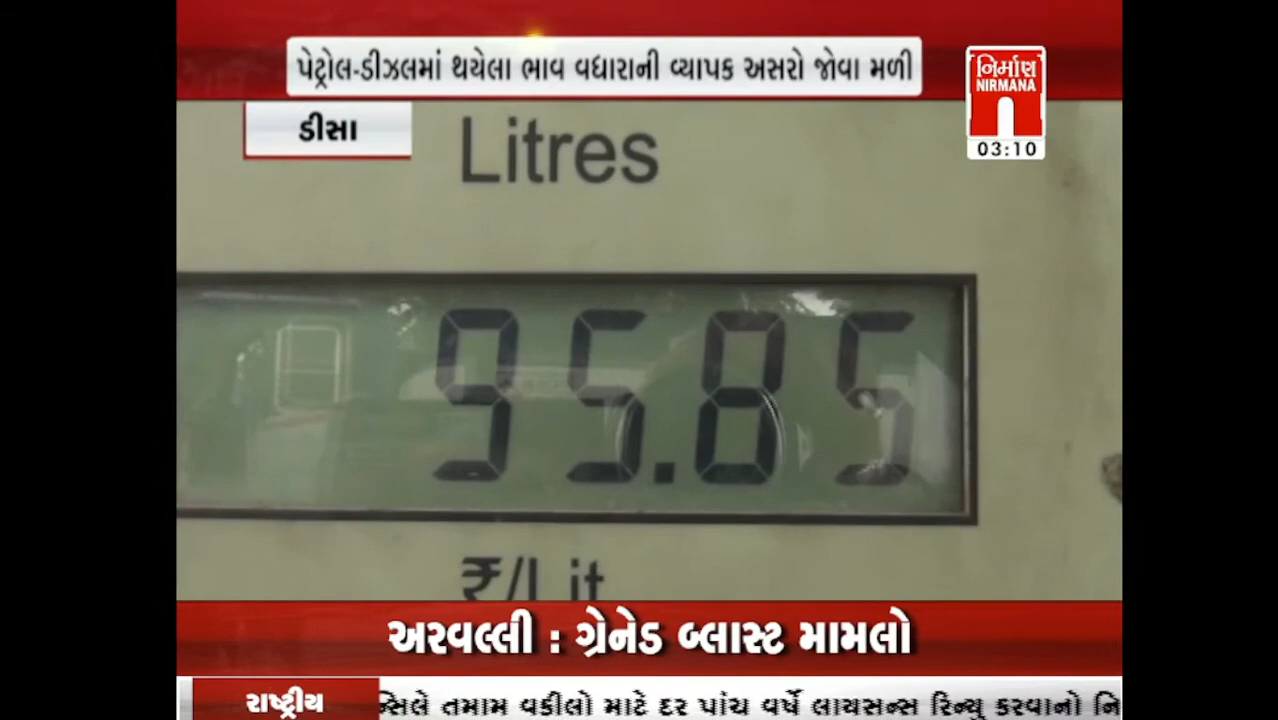 પેટ્રોલ-ડીઝલમાં થયેલા ભાવ વધારાની વ્યાપક અસરો જોવા મળી
નિર્માણ
NIRMANA
03:10
ડીસા
Litres
95.85
₹/Lit
અરવલ્લી : ગ્રેનેડ બ્લાસ્ટ મામલો
રાષ્ટ્રીય
ન્સિલે તમામ વકીલો માટે દર પાંચ વર્ષે લાયસન્સ રિન્યુ કરવાનો નિ